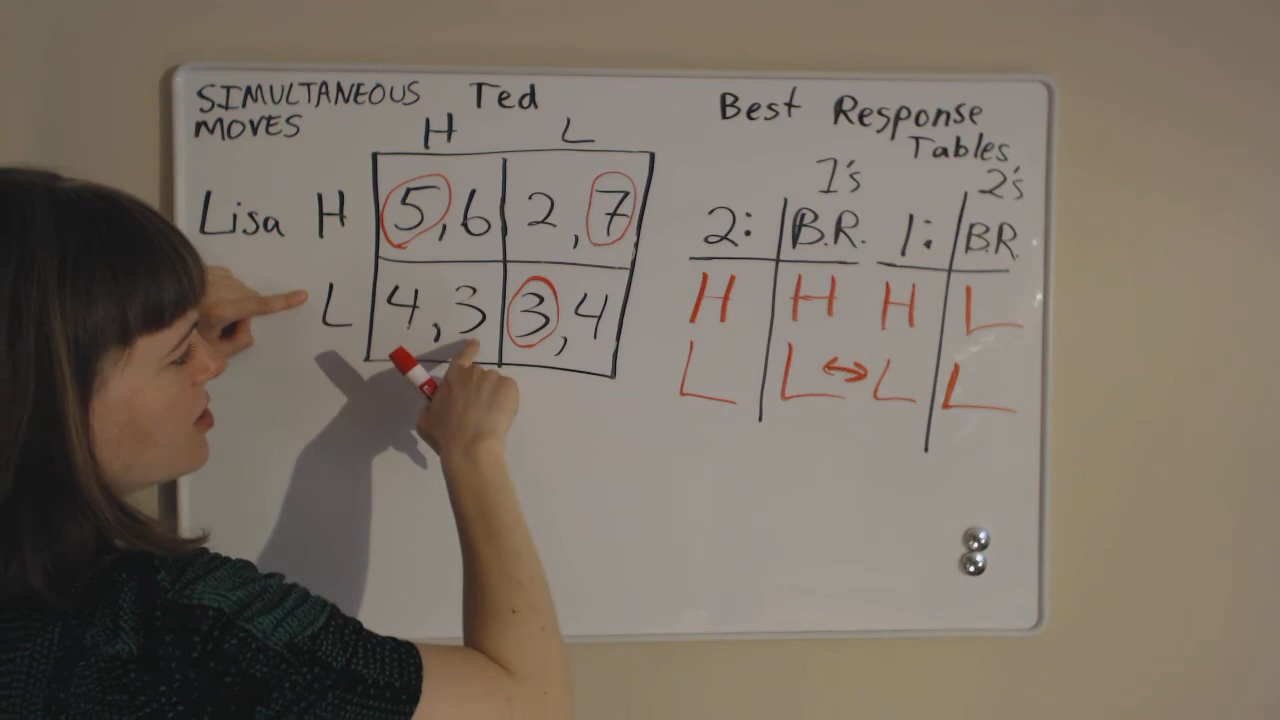 SIMULTANEOUS Ted
MOVES
H L
Lisa H 5,6 2,7
L 4,3 3,4
Best Response
Tables
1's 2's
2: B.R. 1: B.R.
H H H L
L L ↔ L L